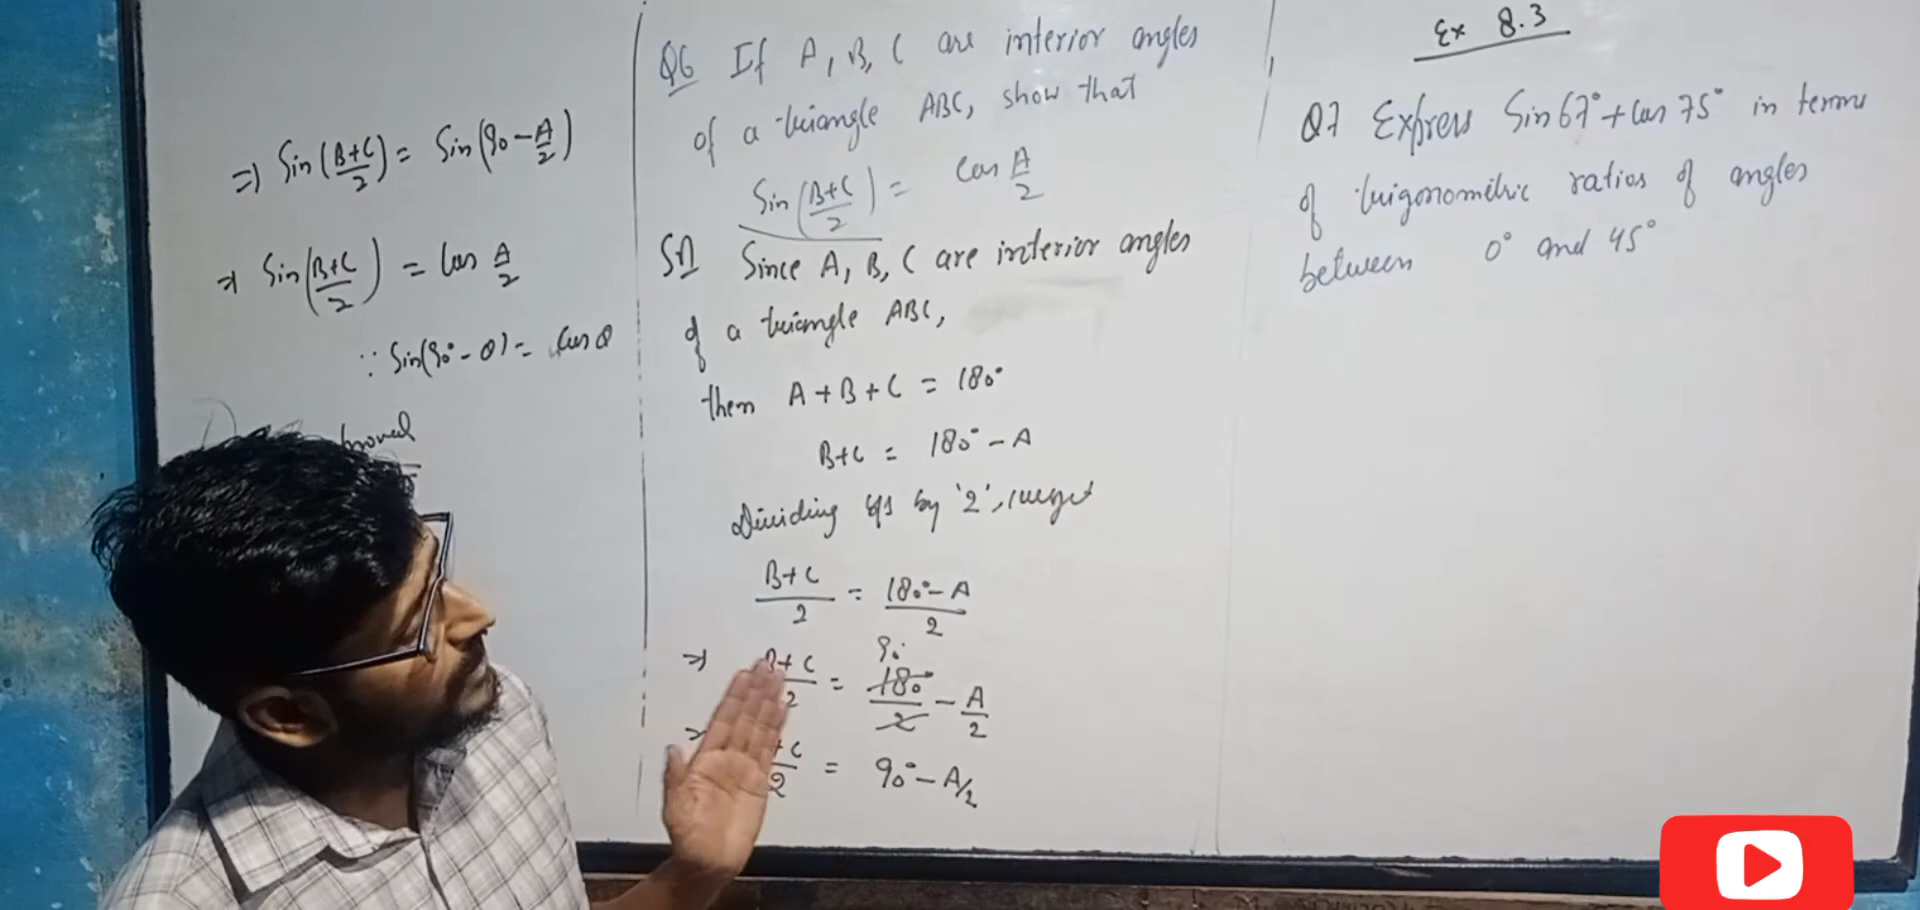 ⇒ Sin(B+C/2) = Sin(90 - A/2)
⇒ Sin(B+C/2) = Cos A/2
∵ Sin(90° - θ) = Cos θ
proved
Q6 If A, B, C are interior angles
of a triangle ABC, show that
Sin(B+C/2) = Cos A/2
Sol Since A, B, C are interior angles
of a triangle ABC,
then A + B + C = 180°
B+C = 180° - A
Dividing by '2', we get
B+C/2 = 180° - A/2
90°
⇒ B+C/2 = 180/2 - A/2
⇒ +C/2 = 90° - A/2
Ex 8.3
Q7 Express Sin 67° + Cos 75° in terms
of trigonometric ratios of angles
between 0° and 45°